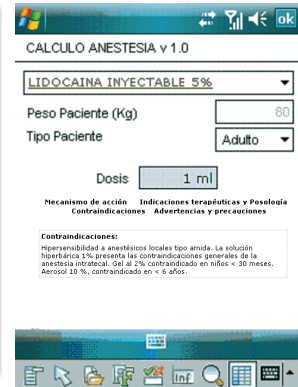 ok
CALCULO ANESTESIA v 1.0
LIDOCAINA INYECTABLE 5%
Peso Paciente (Kg) 80
Tipo Paciente Adulto
Dosis 1 ml
Mecanismo de acción Indicaciones terapéuticas y Posología
Contraindicaciones Advertencias y precauciones
Contraindicaciones:
Hipersensibilidad a anestésicos locales tipo amida. La solución
hiperbárica 1% presenta las contraindicaciones generales de la
anestesia intratecal. Gel al 2% contraindicado en niños < 30 meses.
Aerosol 10 %, contraindicado en < 6 años.
Inf